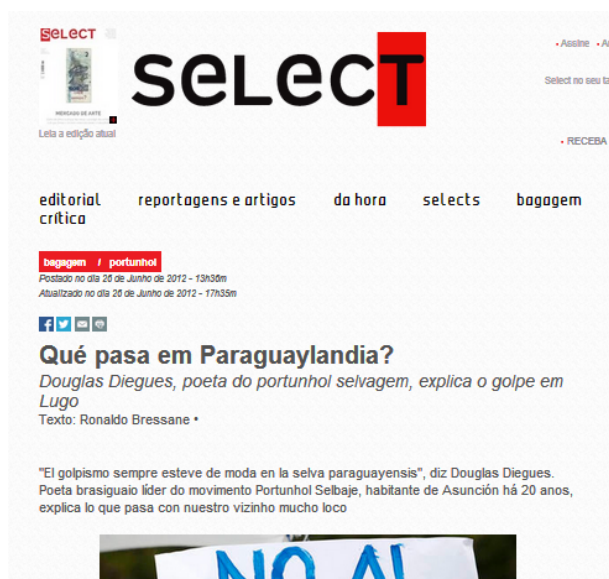 SELECT
MERCADO DE ARTE
Leia a edição atual
SELECT
• Assine
Select no seu ta
• RECEBA
editorial reportagens e artigos da hora selects bagagem
crítica
bagagem / portunhol
Postado no dia 26 de Junho de 2012 - 13h36m
Atualizado no dia 26 de Junho de 2012 - 17h35m
Qué pasa em Paraguaylandia?
Douglas Diegues, poeta do portunhol selvagem, explica o golpe em
Lugo
Texto: Ronaldo Bressane •
"El golpismo sempre esteve de moda en la selva paraguayensis", diz Douglas Diegues.
Poeta brasiguaio líder do movimento Portunhol Selbaje, habitante de Asunción há 20 anos,
explica lo que pasa con nuestro vizinho mucho loco
NO AL